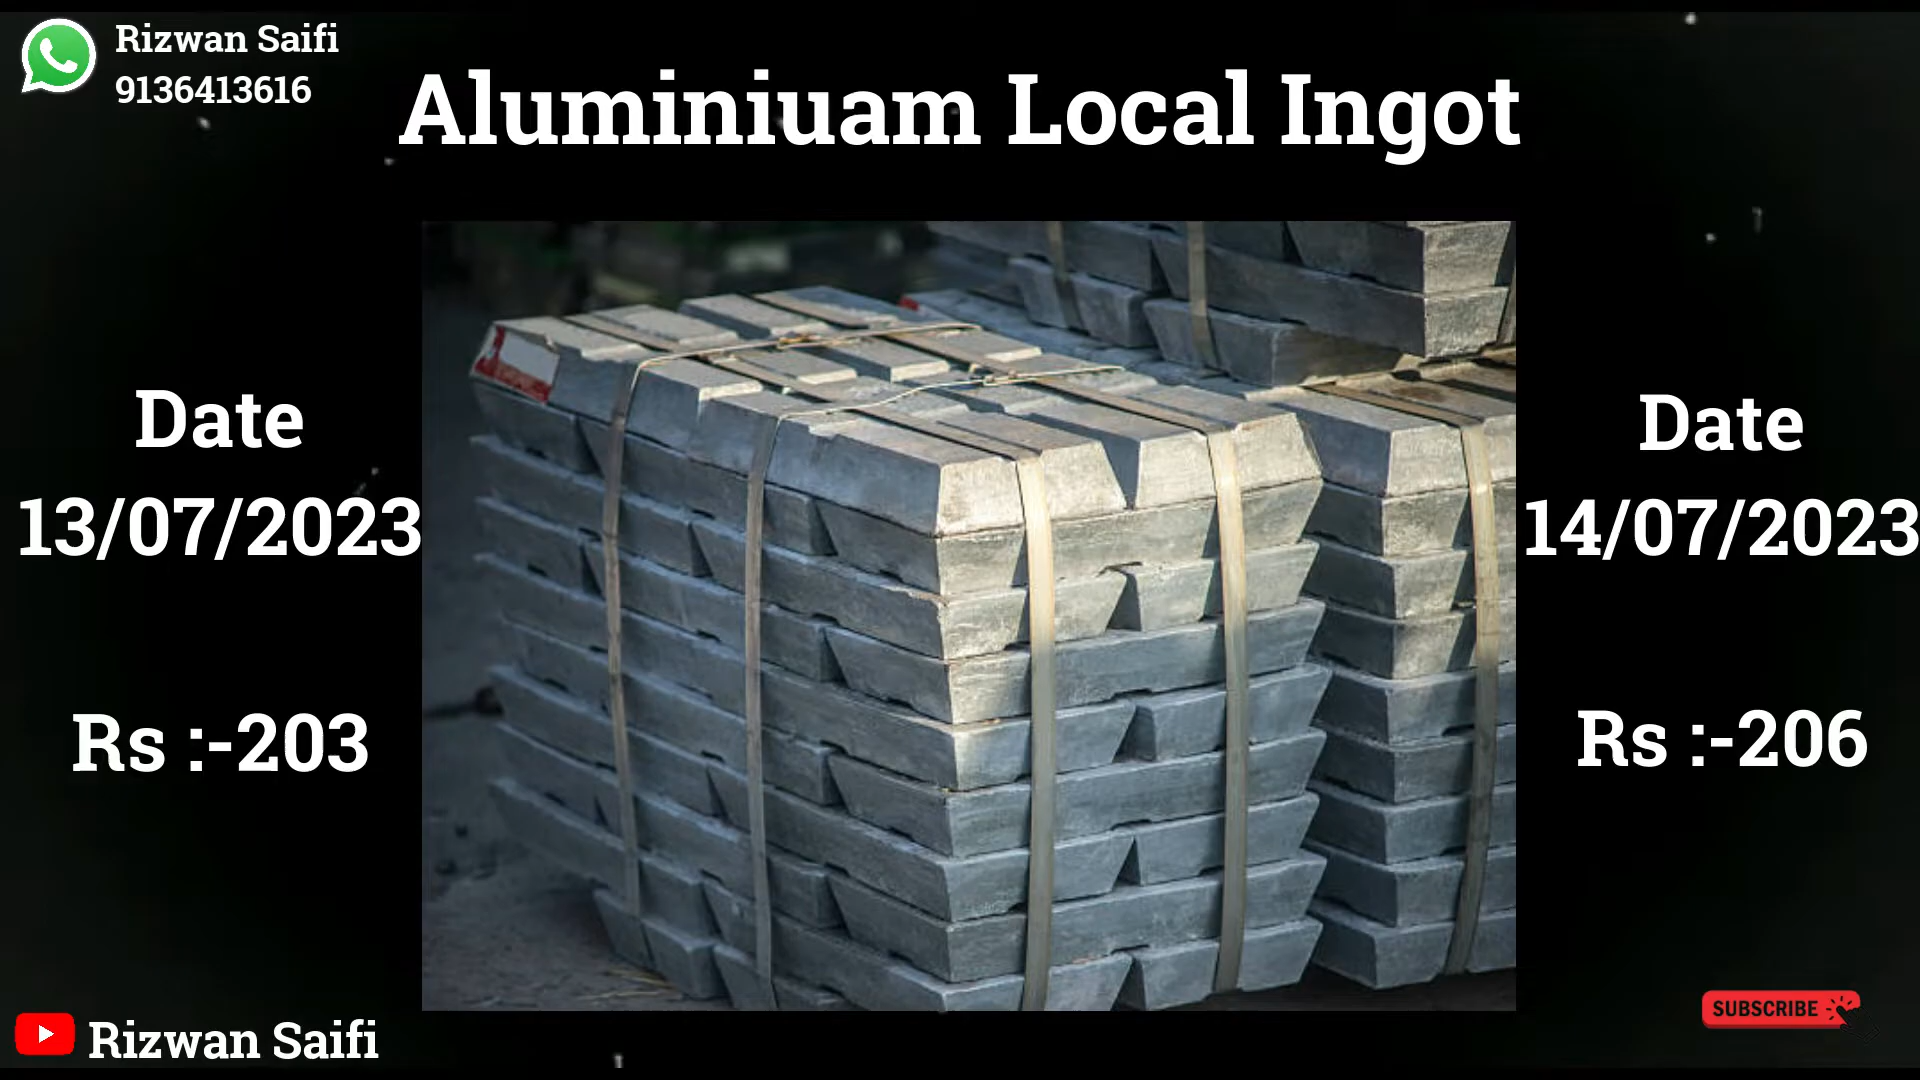 Rizwan Saifi
9136413616
Aluminiuam Local Ingot
Date
13/07/2023
Rs :-203
Date
14/07/2023
Rs :-206
Rizwan Saifi
SUBSCRIBE